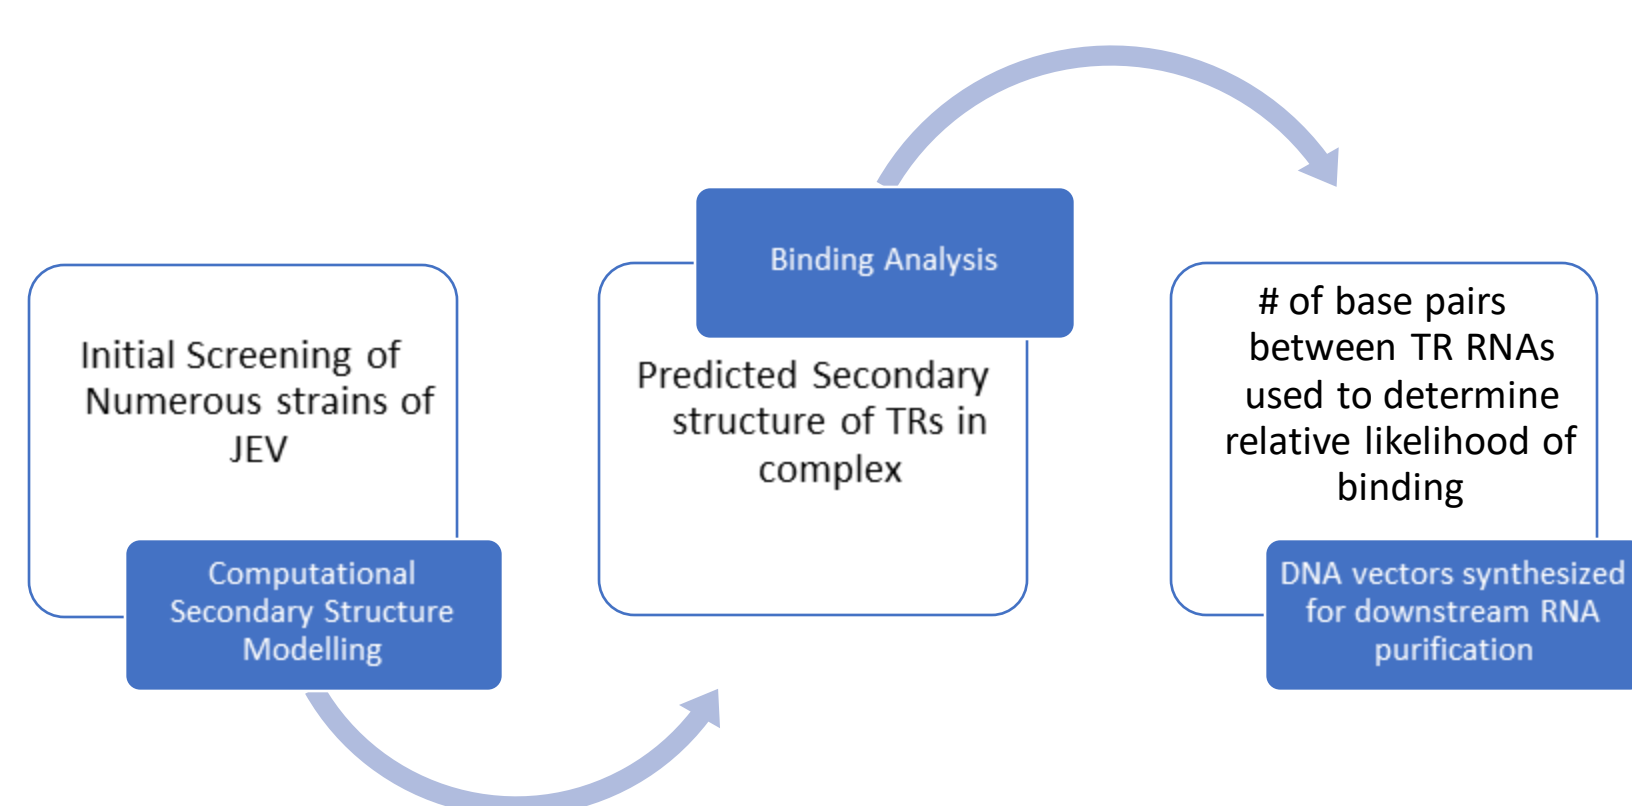 Initial Screening of
Numerous strains of
JEV
Computational
Secondary Structure
Modelling
Binding Analysis
Predicted Secondary
structure of TRs in
complex
# of base pairs
between TR RNAs
used to determine
relative likelihood of
binding
DNA vectors synthesized
for downstream RNA
purification